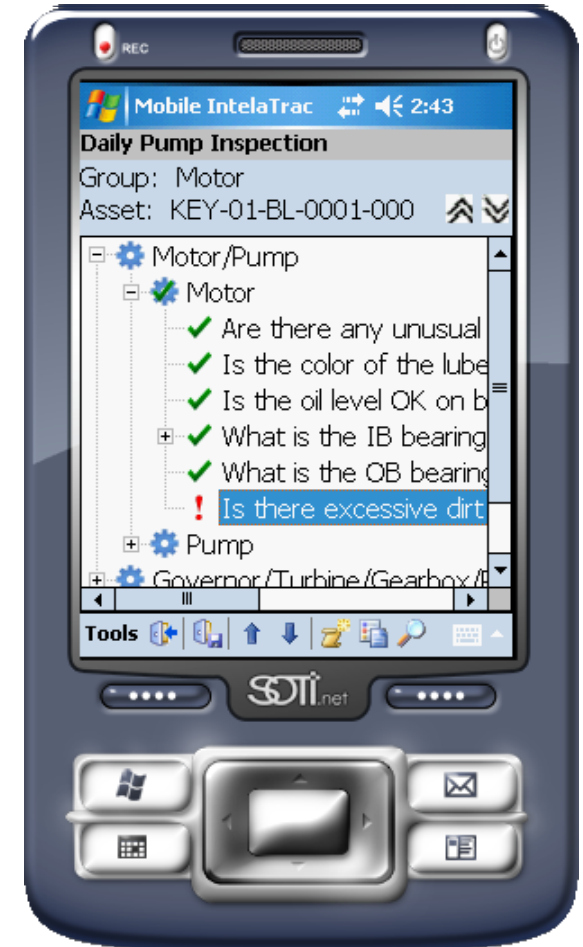 REC
Mobile IntelaTrac 2:43
Daily Pump Inspection
Group: Motor
Asset: KEY-01-BL-0001-000
Motor/Pump
Motor
Are there any unusual
Is the color of the lube
Is the oil level OK on b
What is the IB bearing
What is the OB bearing
Is there excessive dirt
Pump
Governor/Turbine/Gearbox/
Tools
SOTI.net